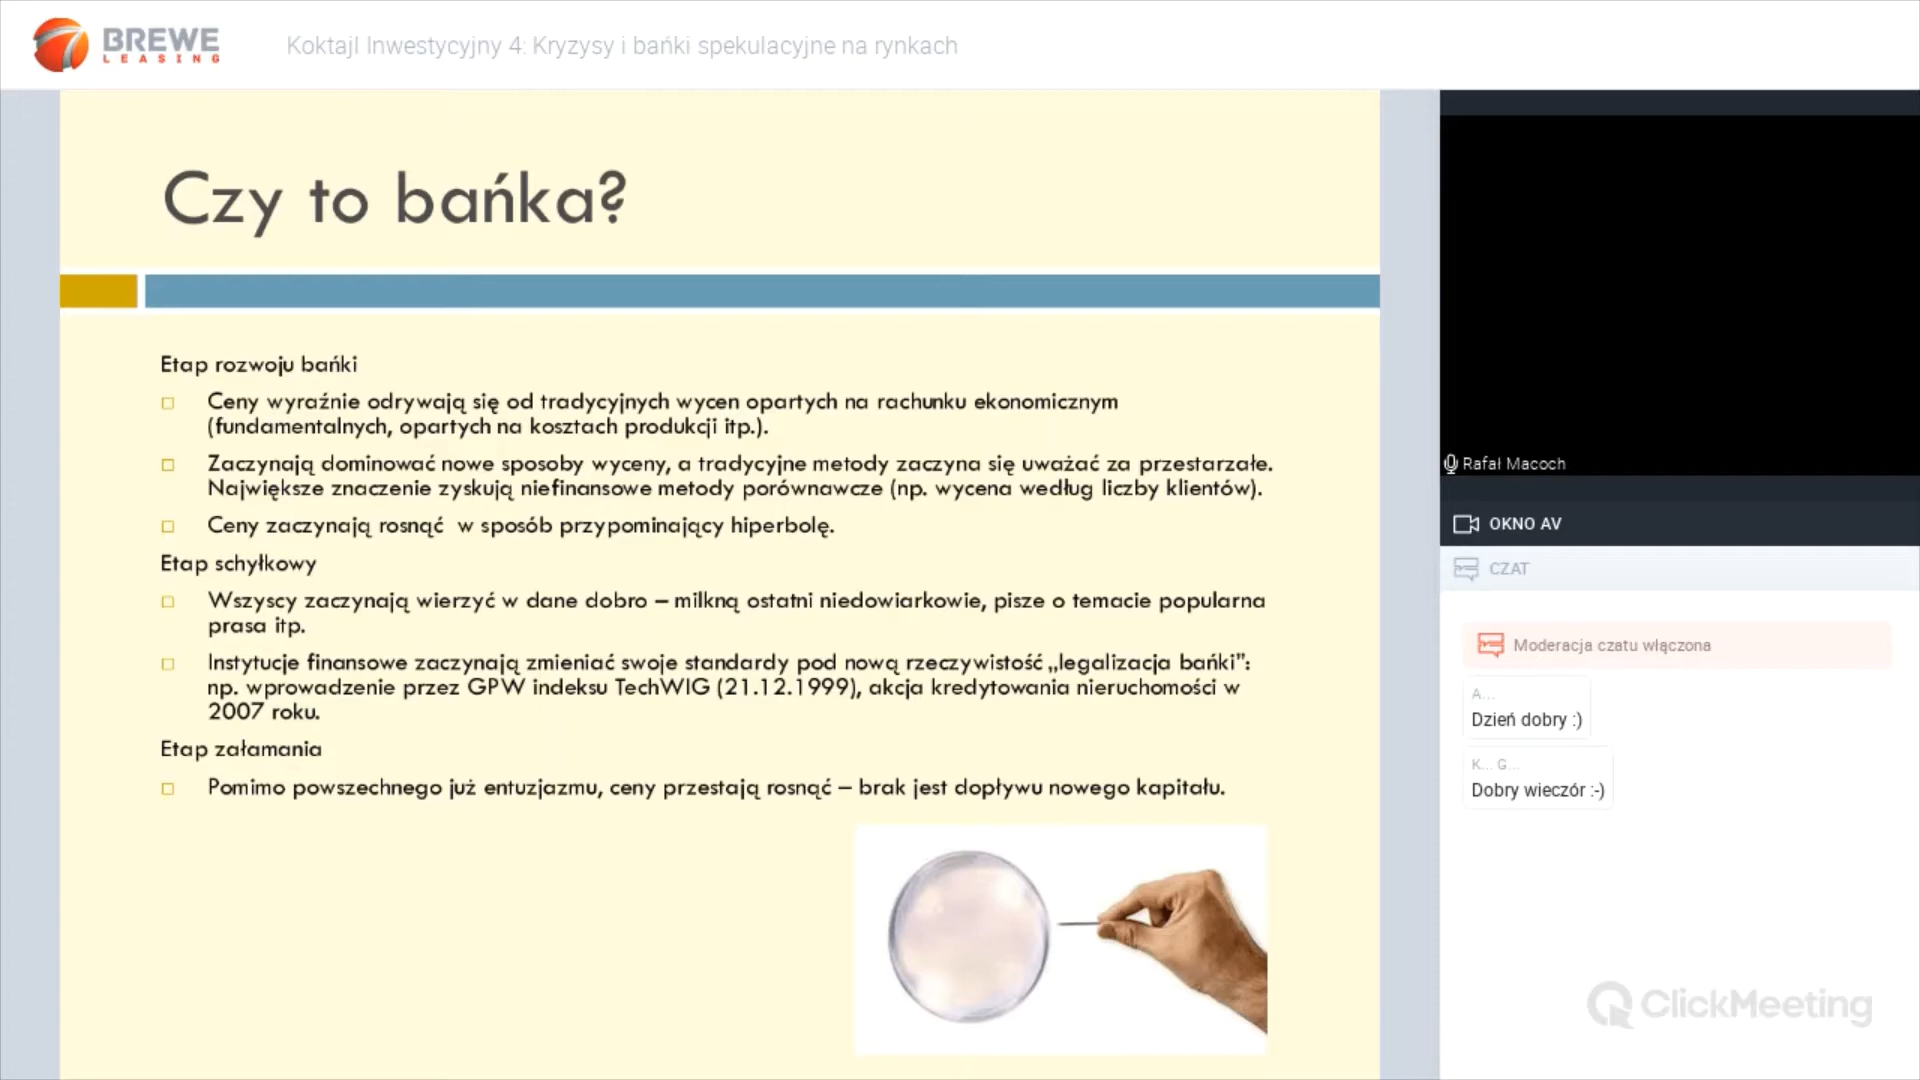 BREWE
LEASING
Koktajl Inwestycyjny 4: Kryzysy i bańki spekulacyjne na rynkach
Czy to bańka?
Etap rozwoju bańki
Ceny wyraźnie odrywają się od tradycyjnych wycen opartych na rachunku ekonomicznym
(fundamentalnych, opartych na kosztach produkcji itp.).
Zaczynają dominować nowe sposoby wyceny, a tradycyjne metody zaczyna się uważać za przestarzałe.
Największe znaczenie zyskują niefinansowe metody porównawcze (np. wycena według liczby klientów).
Ceny zaczynają rosnąć w sposób przypominający hiperbolę.
Etap schyłkowy
Wszyscy zaczynają wierzyć w dane dobro – milkną ostatni niedowiarkowie, pisze o temacie popularna
prasa itp.
Instytucje finansowe zaczynają zmieniać swoje standardy pod nową rzeczywistość „legalizacja bańki”:
np. wprowadzenie przez GPW indeksu TechWIG (21.12.1999), akcja kredytowania nieruchomości w
2007 roku.
Etap załamania
Pomimo powszechnego już entuzjazmu, ceny przestają rosnąć – brak jest dopływu nowego kapitału.
Rafał Macoch
OKNO AV
CZAT
Moderacja czatu włączona
A...
Dzień dobry :)
K... G...
Dobry wieczór :-)
ClickMeeting